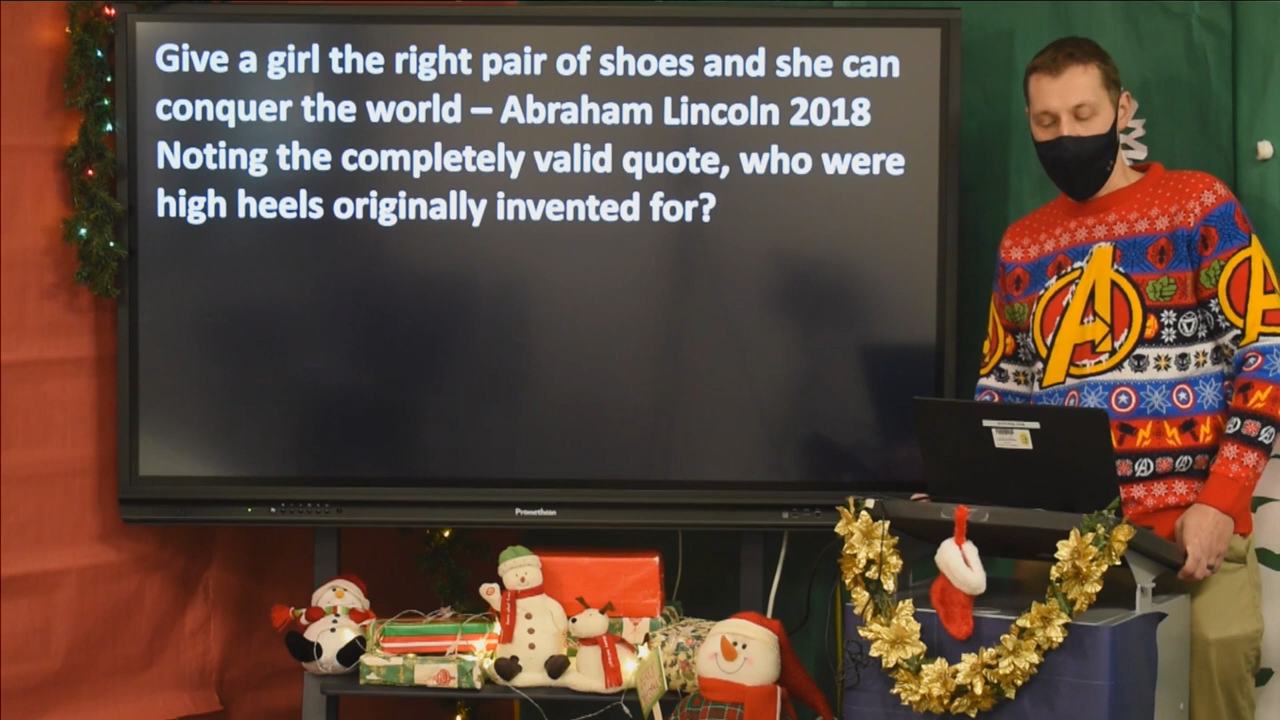 Give a girl the right pair of shoes and she can
conquer the world – Abraham Lincoln 2018
Noting the completely valid quote, who were
high heels originally invented for?
Promethean